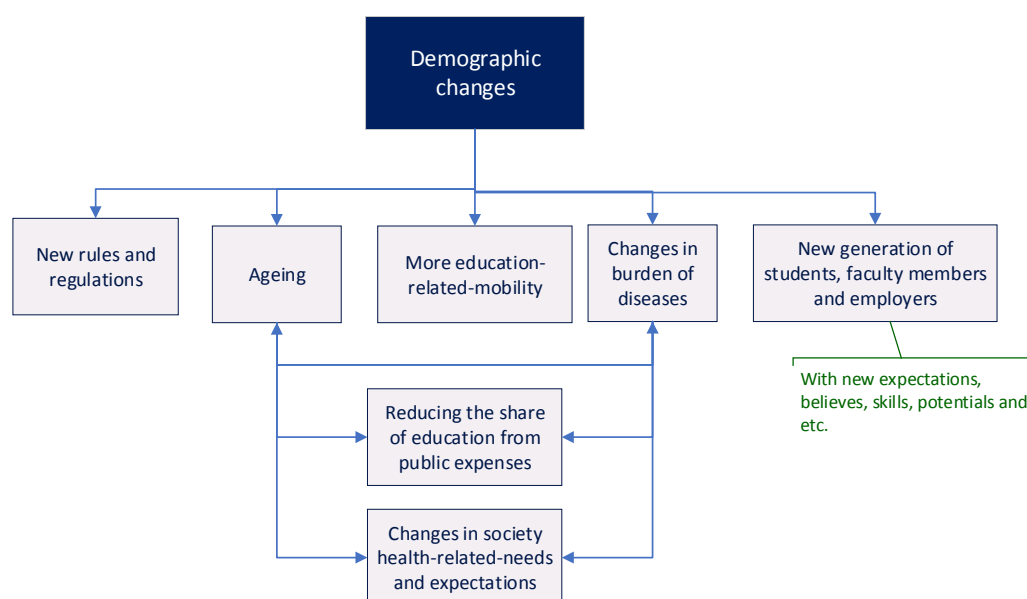 Demographic
changes
New rules and
regulations
Ageing
More education-
related-mobility
Changes in
burden of
diseases
New generation of
students, faculty members
and employers
With new expectations,
believes, skills, potentials and
etc.
Reducing the share
of education from
public expenses
Changes in society
health-related-needs
and expectations